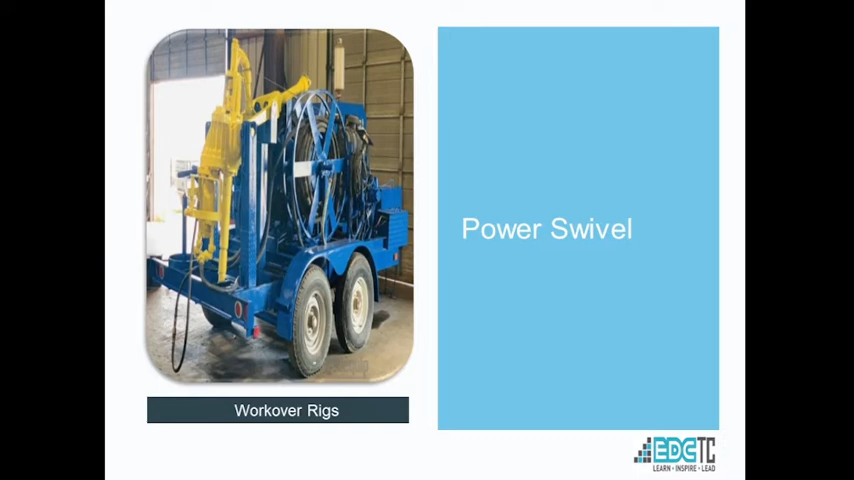 Power Swivel
Workover Rigs
EDCTC
LEARN • INSPIRE • LEAD